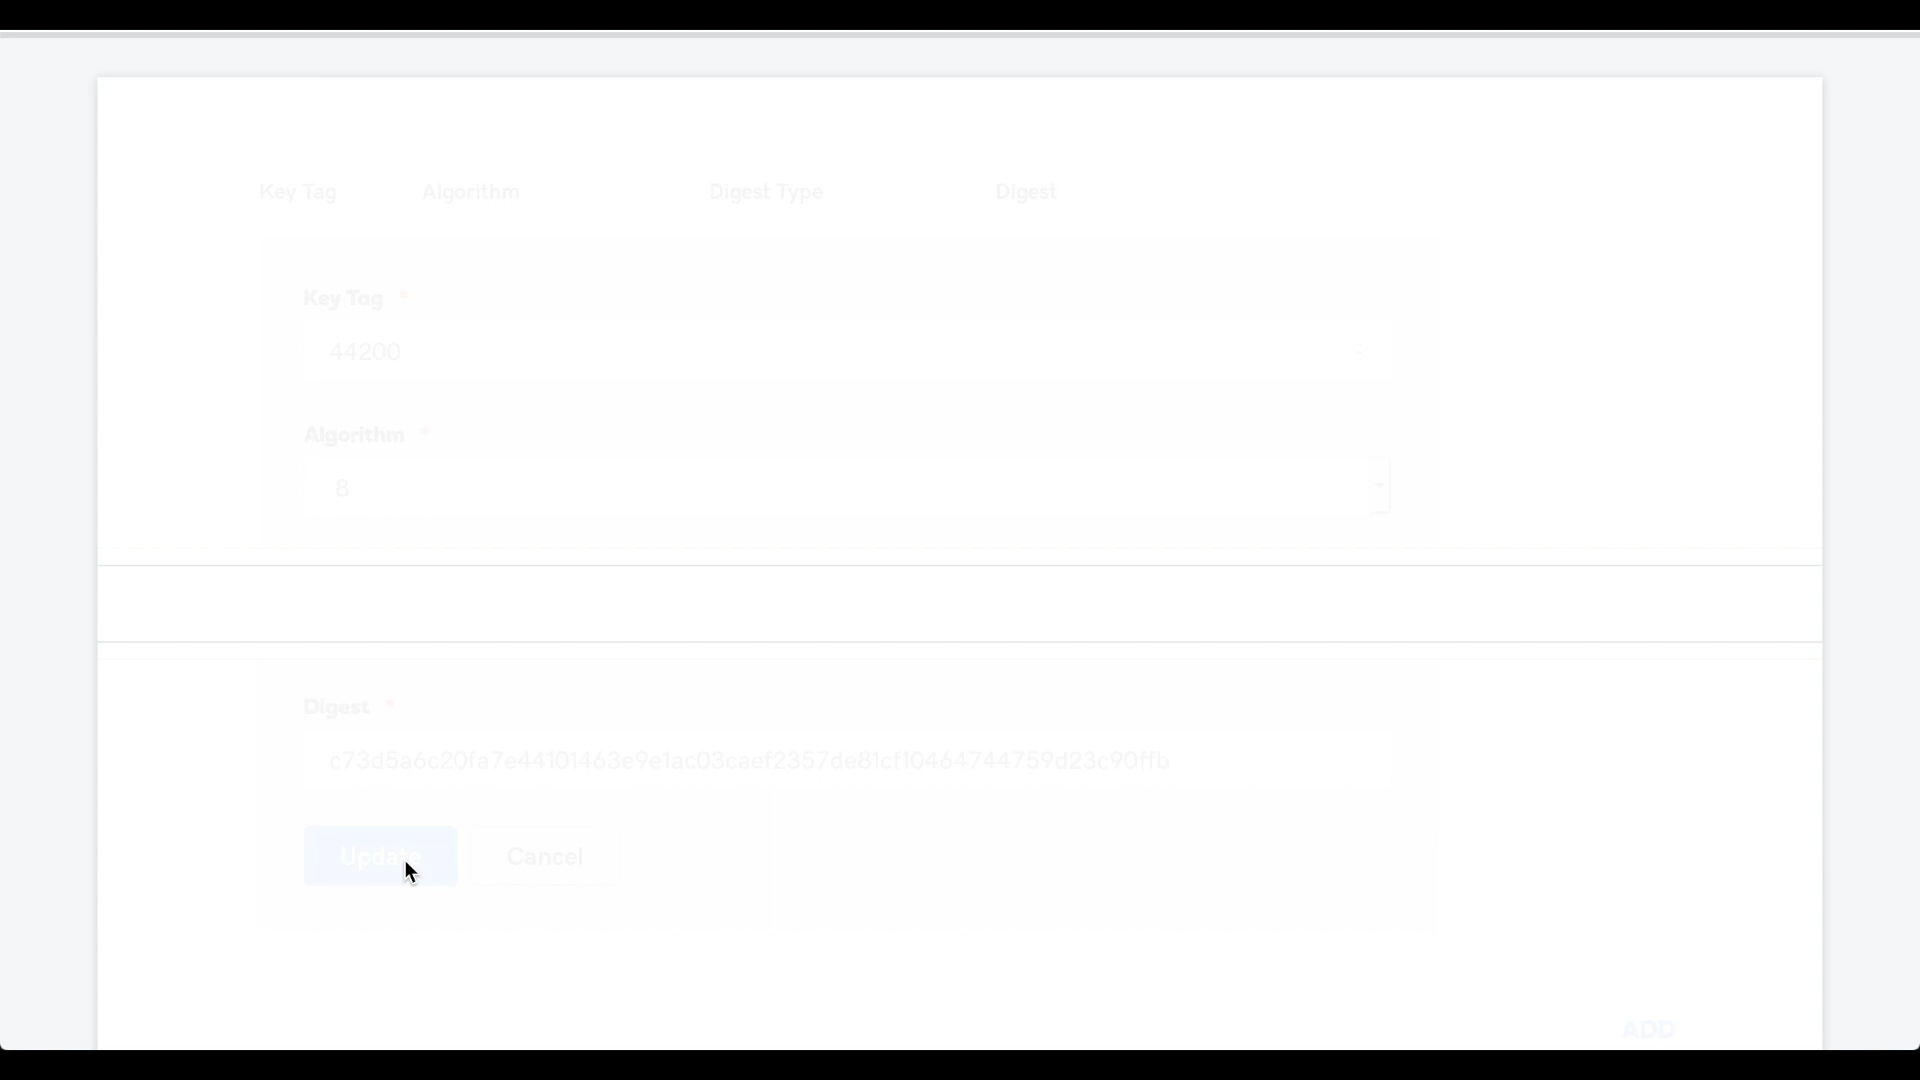 Key Tag Algorithm Digest Type Digest
Key Tag *
44200
Algorithm *
8
Digest *
c73d5a6c20fa7e44101463e9e1ac03caef2357de81cf10464744759d23c90ffb
Update Cancel
ADD